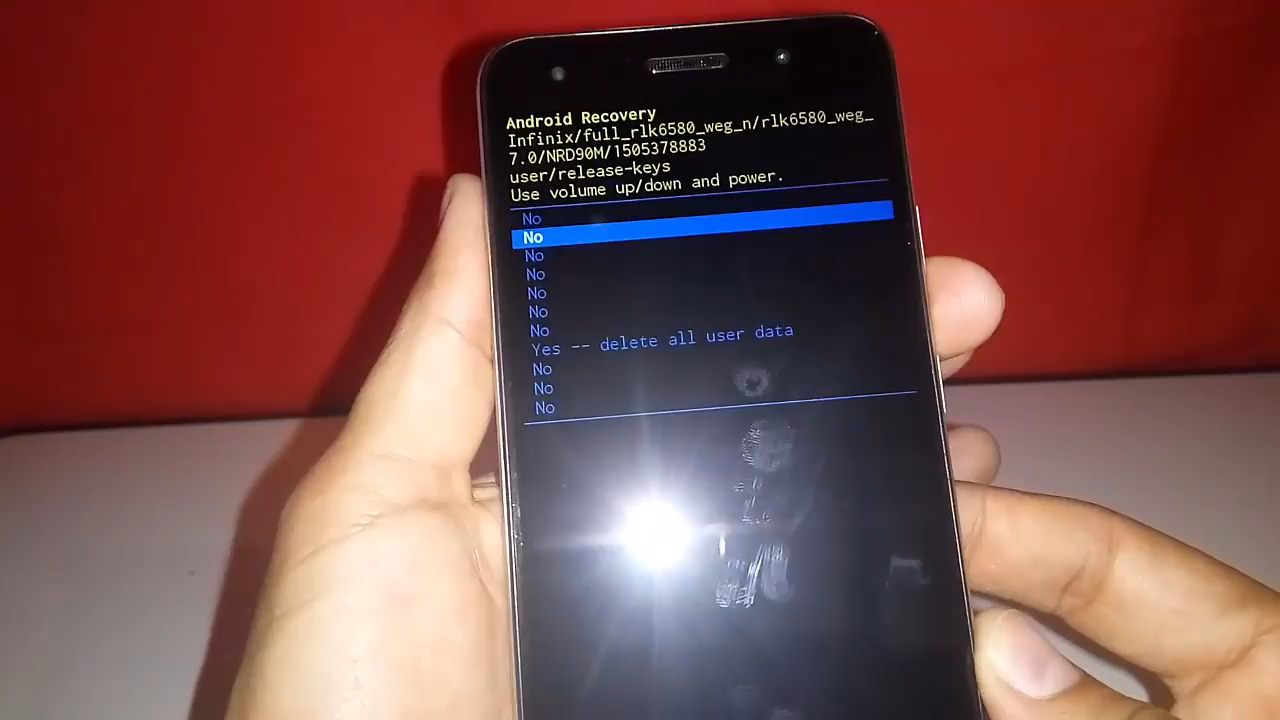 Android Recovery
Infinix/full_rlk6580_weg_n/rlk6580_weg_
7.0/NRD90M/1505378883
user/release-keys
Use volume up/down and power.
No
No
No
No
No
No
No
Yes -- delete all user data
No
No
No